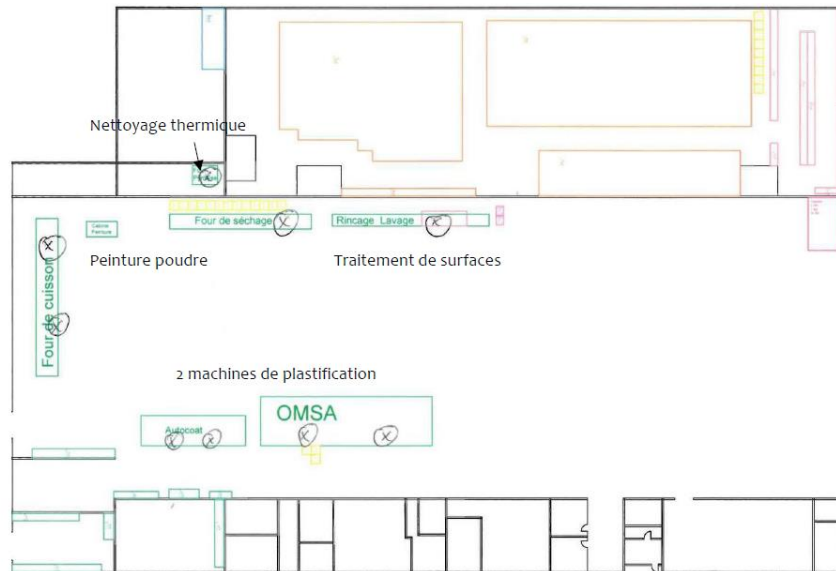 Nettoyage thermique
Four de séchage
Rincage Lavage
Cabine
Peinture
Peinture poudre
Traitement de surfaces
Four de cuisson
2 machines de plastification
OMSA
Autocoat